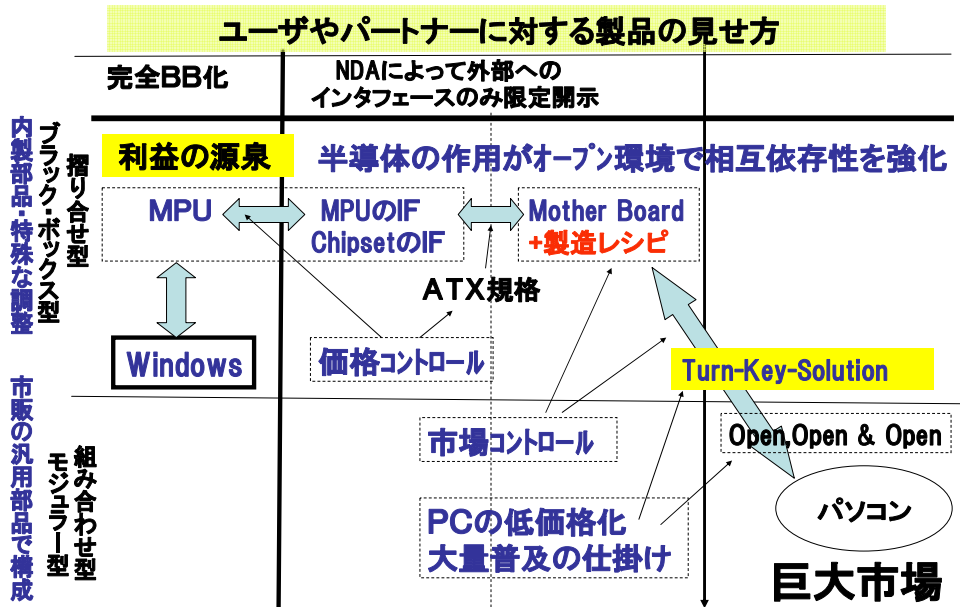 ユーザやパートナーに対する製品の見せ方
完全BB化
NDAによって外部への
インタフェースのみ限定開示
内製部品・特殊な調整
ブラック・ボックス型
摺り合せ型
利益の源泉
半導体の作用がオープン環境で相互依存性を強化
MPU
MPUのIF
ChipsetのIF
Mother Board
+製造レシピ
ATX規格
Windows
価格コントロール
Turn-Key-Solution
市販の汎用部品で構成
モジュラー型
組み合わせ型
市場コントロール
Open,Open & Open
PCの低価格化
大量普及の仕掛け
パソコン
巨大市場